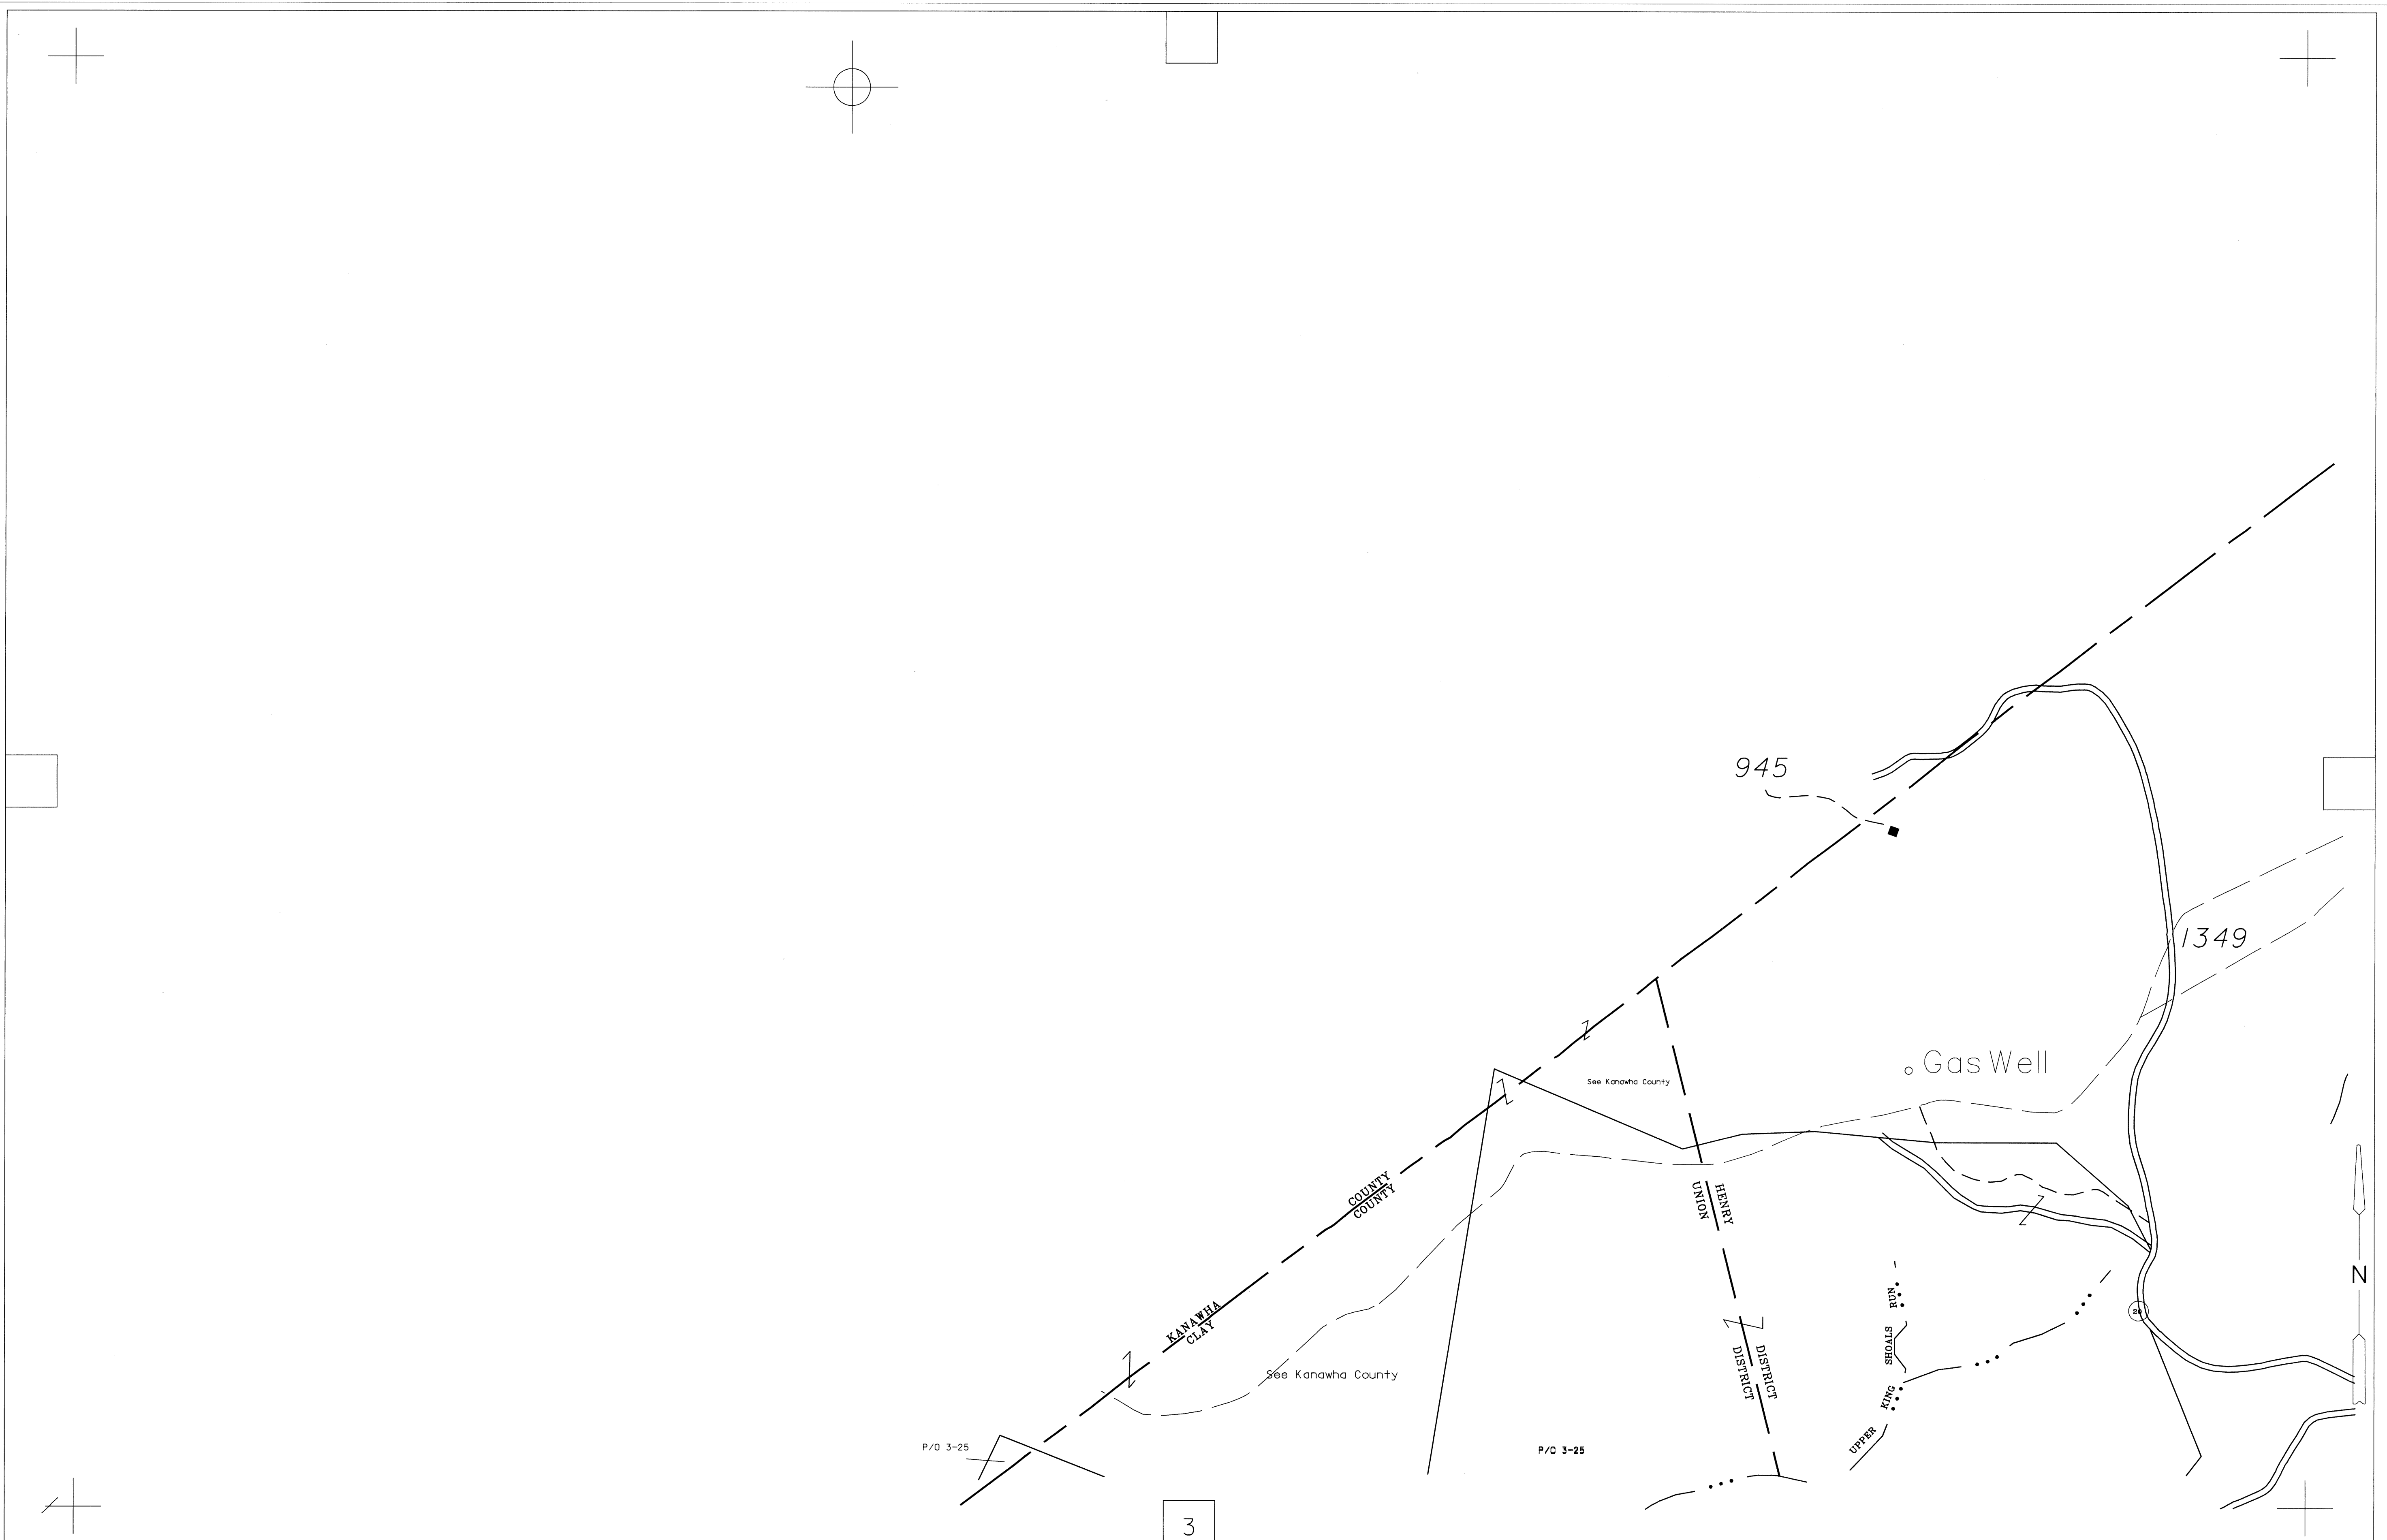 945
1349
Gas Well
See Kanawha County
COUNTY
COUNTY
HENRY
UNION
N
KANAWHA
CLAY
20
UPPER KING SHOALS RUN
DISTRICT
DISTRICT
See Kanawha County
P/O 3-25
P/O 3-25
3